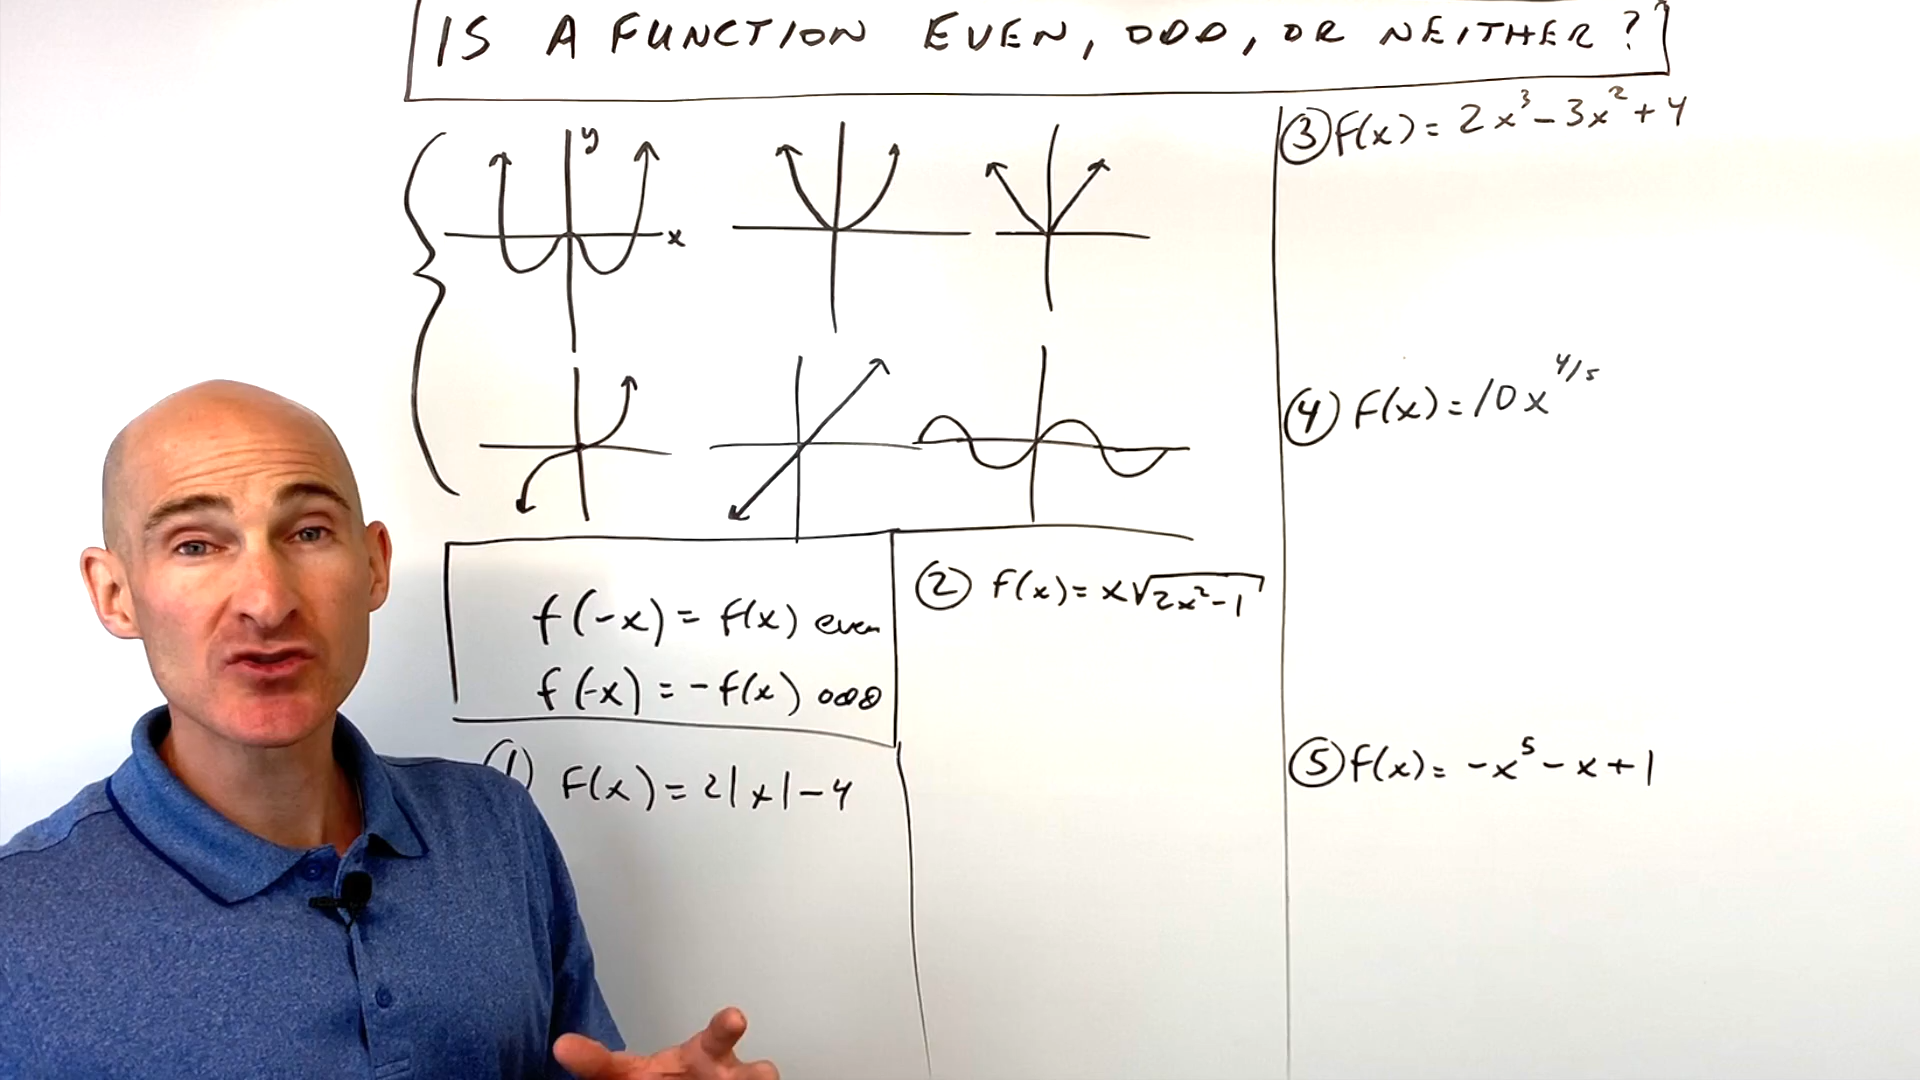 IS A FUNCTION EVEN, ODD, OR NEITHER?
y
x
f(-x) = f(x) even
f(-x) = -f(x) odd
① F(x) = 2|x|-4
② F(x) = x√(2x²-1)
③ F(x) = 2x³-3x²+4
④ F(x) = 10x^4/5
⑤ F(x) = -x⁵-x+1